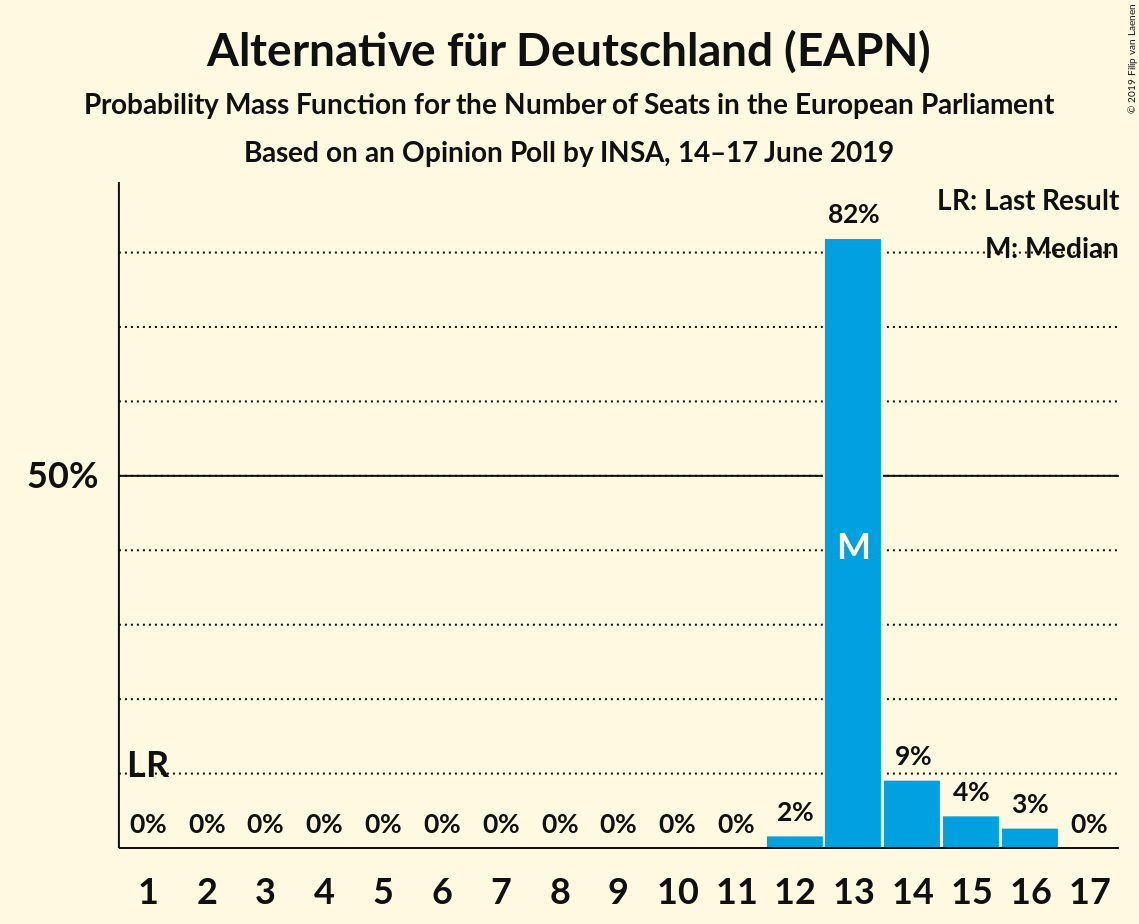 Alternative für Deutschland (EAPN)
Probability Mass Function for the Number of Seats in the European Parliament
Based on an Opinion Poll by INSA, 14–17 June 2019
© 2019 Filip van Laenen
LR: Last Result
M: Median
82%
50%
M
LR
9%
4%
3%
2%
0% 0% 0% 0% 0% 0% 0% 0% 0% 0% 0% 0%
1 2 3 4 5 6 7 8 9 10 11 12 13 14 15 16 17